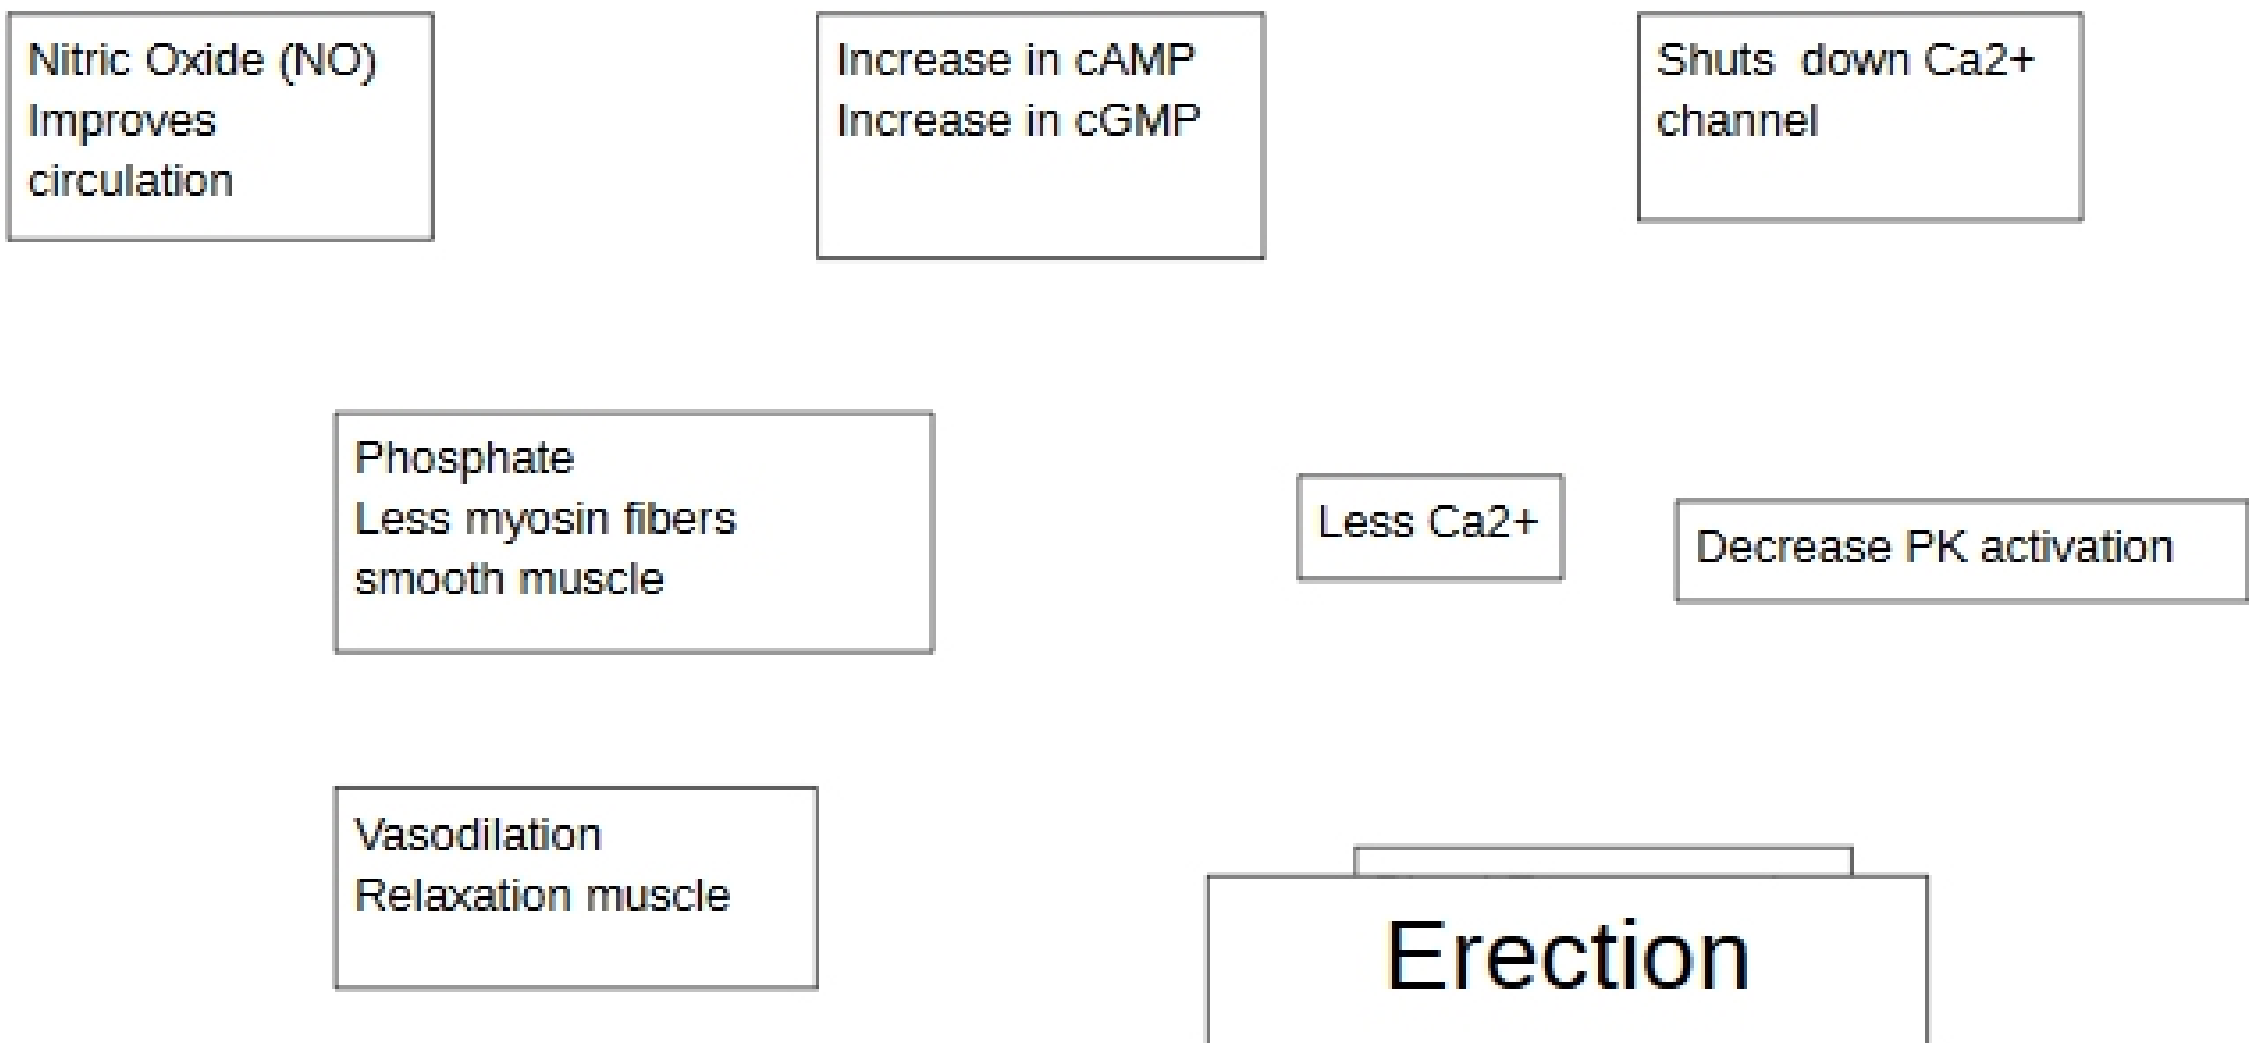 Nitric Oxide (NO)
Improves
circulation
Increase in cAMP
Increase in cGMP
Shuts  down Ca2+
channel
Phosphate
Less myosin fibers
smooth muscle
Less Ca2+
Decrease PK activation
Vasodilation
Relaxation muscle
Erection